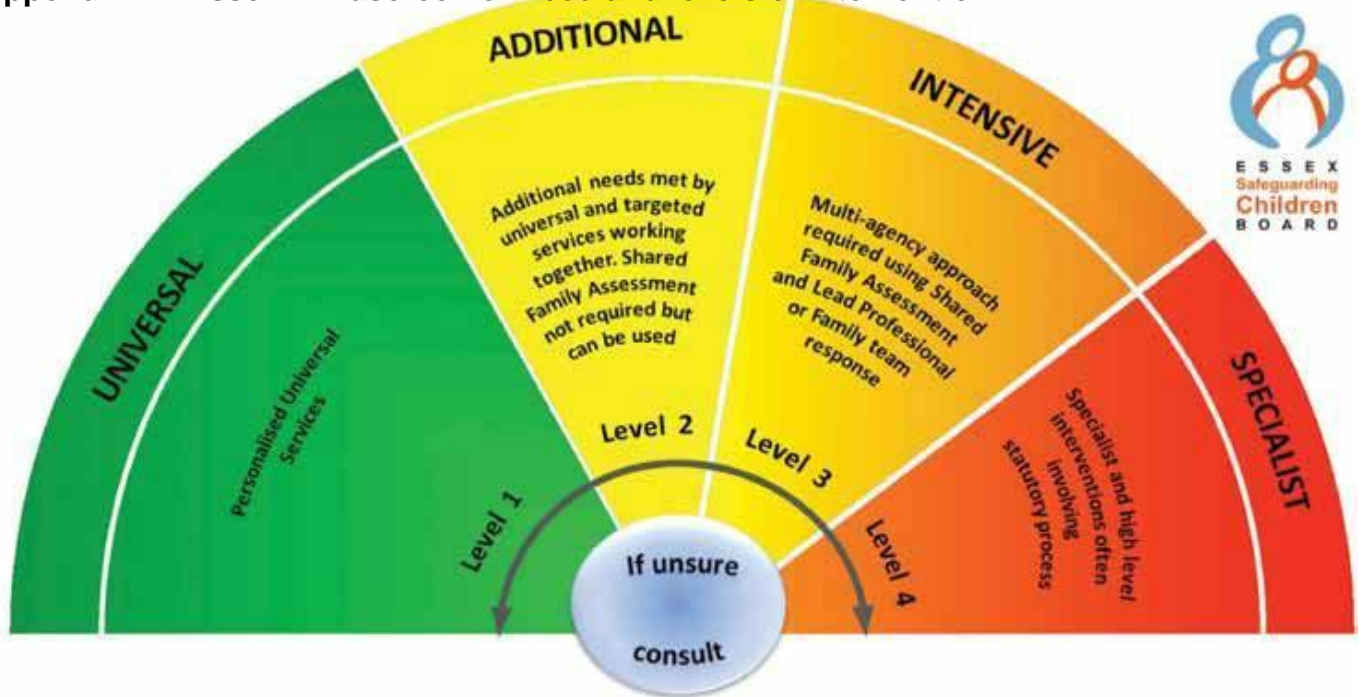 ADDITIONAL
INTENSIVE
UNIVERSAL
SPECIALIST
Personalised Universal
Services
Level 1
Additional needs met by
universal and targeted
services working
together. Shared
Family Assessment
not required but
can be used
Level 2
Multi-agency approach
required using Shared
Family Assessment
and Lead Professional
or Family team
response
Level 3
Specialist and high level
interventions often
involving
statutory process
Level 4
If unsure
consult
ESSEX
Safeguarding
Children
BOARD